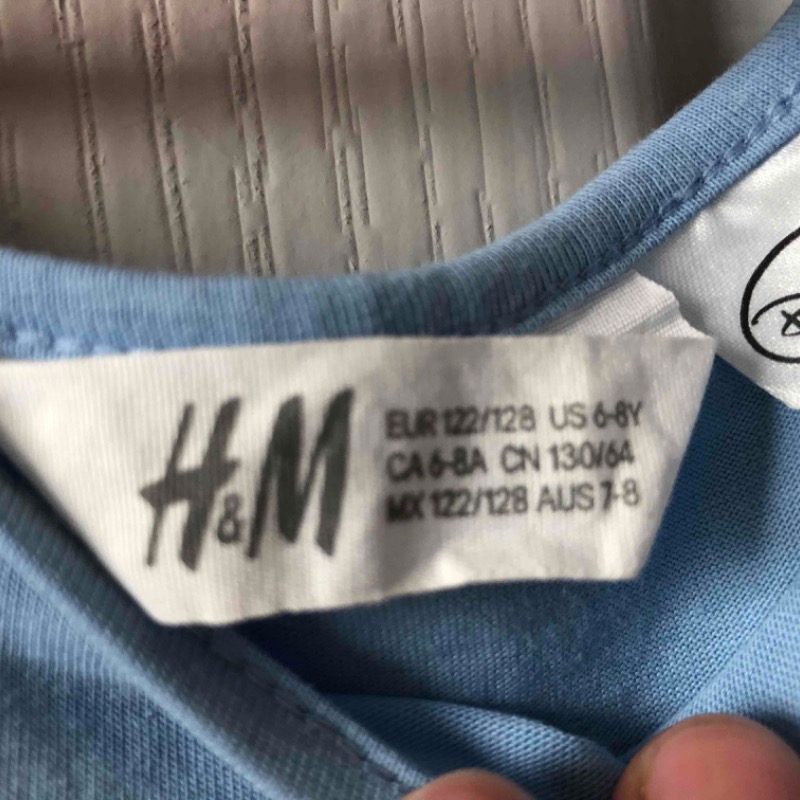 H&M
EUR 122/128 US 6-8Y
CA 6-8A CN 130/64
MX 122/128 AUS 7-8